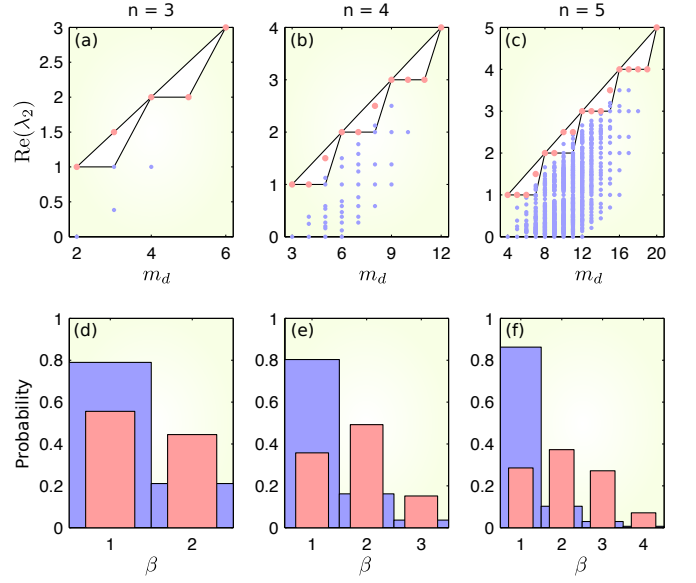 n = 3 n = 4 n = 5
(a) (b) (c)
3 4 5
2.5 4
2 3 3
1.5 2
1 2
0.5 1 1
0 0 0
2 4 6 3 6 9 12 4 8 12 16 20
Re(λ₂)
m_d m_d m_d
(d) (e) (f)
1 1 1
0.8 0.8 0.8
0.6 0.6 0.6
0.4 0.4 0.4
0.2 0.2 0.2
0 0 0
1 2 1 2 3 1 2 3 4
Probability
β β β